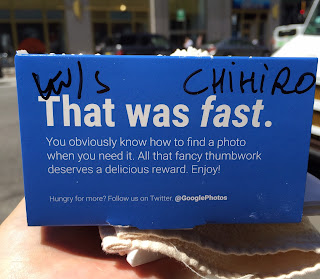 W/S CHIHIRO
That was fast.
You obviously know how to find a photo
when you need it. All that fancy thumbwork
deserves a delicious reward. Enjoy!
Hungry for more? Follow us on Twitter. @GooglePhotos